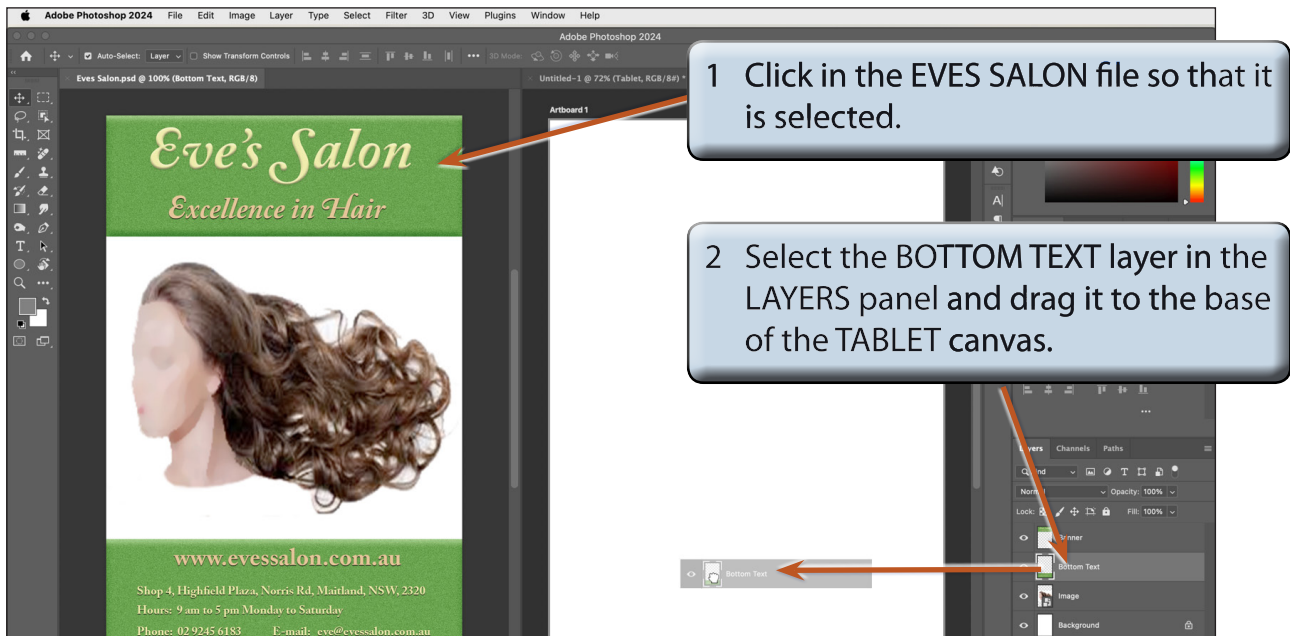 Adobe Photoshop 2024 File Edit Image Layer Type Select Filter 3D View Plugins Window Help
Adobe Photoshop 2024
Auto-Select: Layer Show Transform Controls 3D Mode:
Eves Salon.psd @ 100% (Bottom Text, RGB/8)
Untitled-1 @ 72% (Tablet, RGB/8#) *
Artboard 1
1 Click in the EVES SALON file so that it
is selected.
Eve's Salon
Excellence in Hair
2 Select the BOTTOM TEXT layer in the
LAYERS panel and drag it to the base
of the TABLET canvas.
Channels Paths
Opacity: 100%
Lock: Fill: 100%
Banner
Bottom Text
Bottom Text
Image
Background
www.evessalon.com.au
Shop 4, Highfield Plaza, Norris Rd, Maitland, NSW, 2320
Hours: 9 am to 5 pm Monday to Saturday
Phone: 02 9245 6183 E-mail: eve@evessalon.com.au